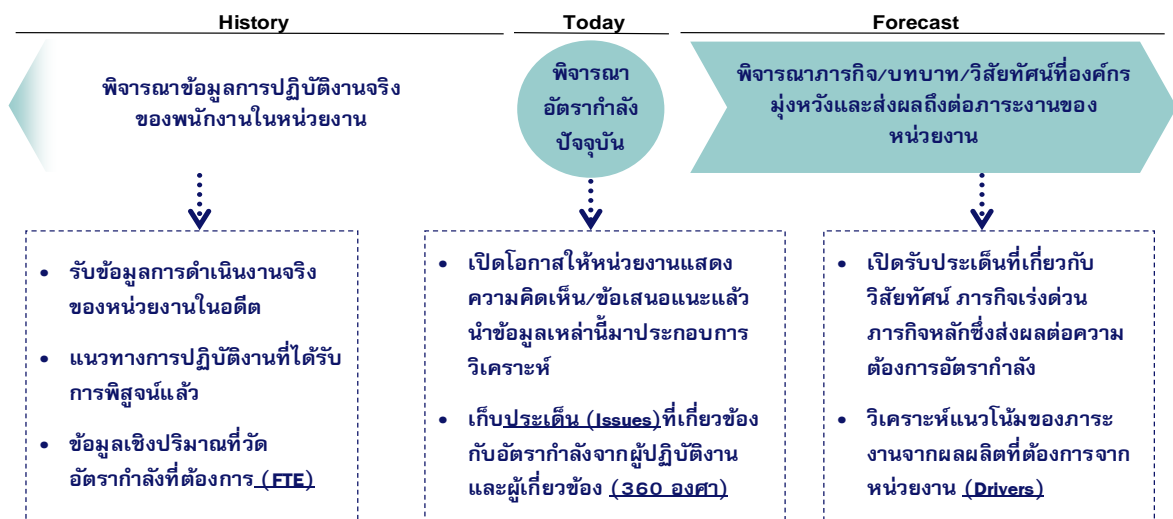 History
Today
Forecast
พิจารณาข้อมูลการปฏิบัติงานจริง
ของพนักงานในหน่วยงาน
พิจารณา
อัตรากำลัง
ปัจจุบัน
พิจารณาภารกิจ/บทบาท/วิสัยทัศน์ที่องค์กร
มุ่งหวังและส่งผลถึงต่อภาระงานของ
หน่วยงาน
• รับข้อมูลการดำเนินงานจริง
ของหน่วยงานในอดีต
• แนวทางการปฏิบัติงานที่ได้รับ
การพิสูจน์แล้ว
• ข้อมูลเชิงปริมาณที่วัด
อัตรากำลังที่ต้องการ (FTE)
• เปิดโอกาสให้หน่วยงานแสดง
ความคิดเห็น/ข้อเสนอแนะแล้ว
นำข้อมูลเหล่านี้มาประกอบการ
วิเคราะห์
• เก็บประเด็น (Issues)ที่เกี่ยวข้อง
กับอัตรากำลังจากผู้ปฏิบัติงาน
และผู้เกี่ยวข้อง (360 องศา)
• เปิดรับประเด็นที่เกี่ยวกับ
วิสัยทัศน์ ภารกิจเร่งด่วน
ภารกิจหลักซึ่งส่งผลต่อความ
ต้องการอัตรากำลัง
• วิเคราะห์แนวโน้มของภาระ
งานจากผลผลิตที่ต้องการจาก
หน่วยงาน (Drivers)